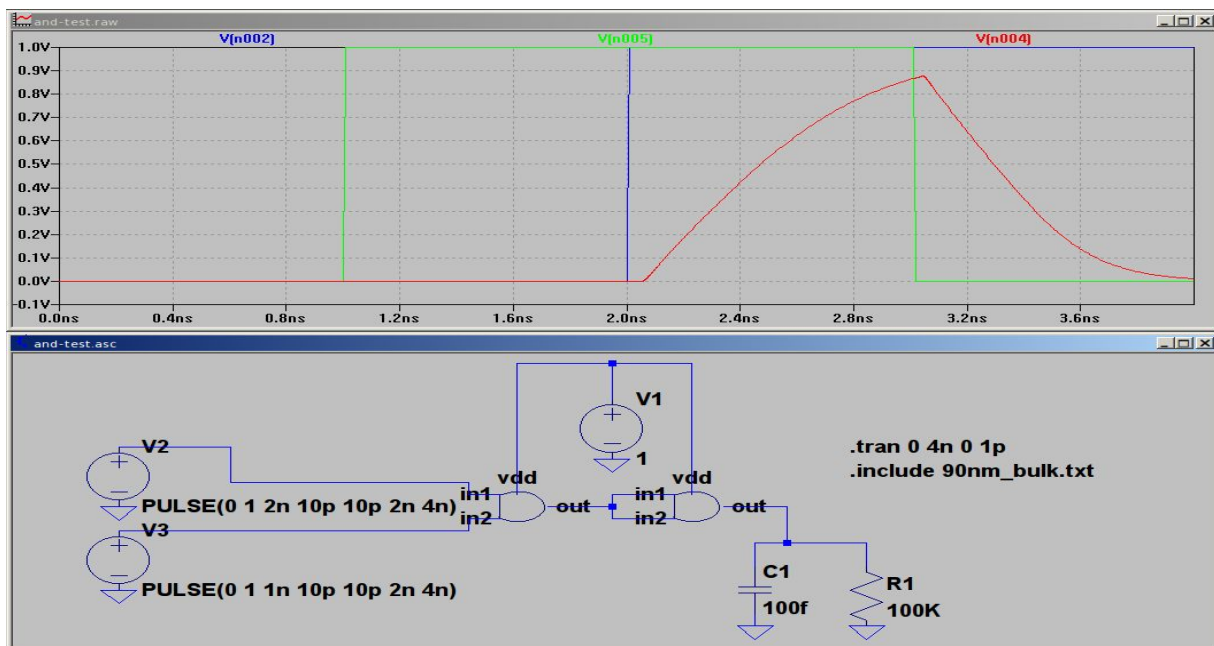 and-test.raw
V(n002) V(n005) V(n004)
1.0V
0.9V
0.8V
0.7V
0.6V
0.5V
0.4V
0.3V
0.2V
0.1V
0.0V
-0.1V
0.0ns 0.4ns 0.8ns 1.2ns 1.6ns 2.0ns 2.4ns 2.8ns 3.2ns 3.6ns
and-test.asc
V1
1
V2
PULSE(0 1 2n 10p 10p 2n 4n)
V3
PULSE(0 1 1n 10p 10p 2n 4n)
vdd
in1
in2
out
vdd
in1
in2
out
C1
100f
R1
100K
.tran 0 4n 0 1p
.include 90nm_bulk.txt